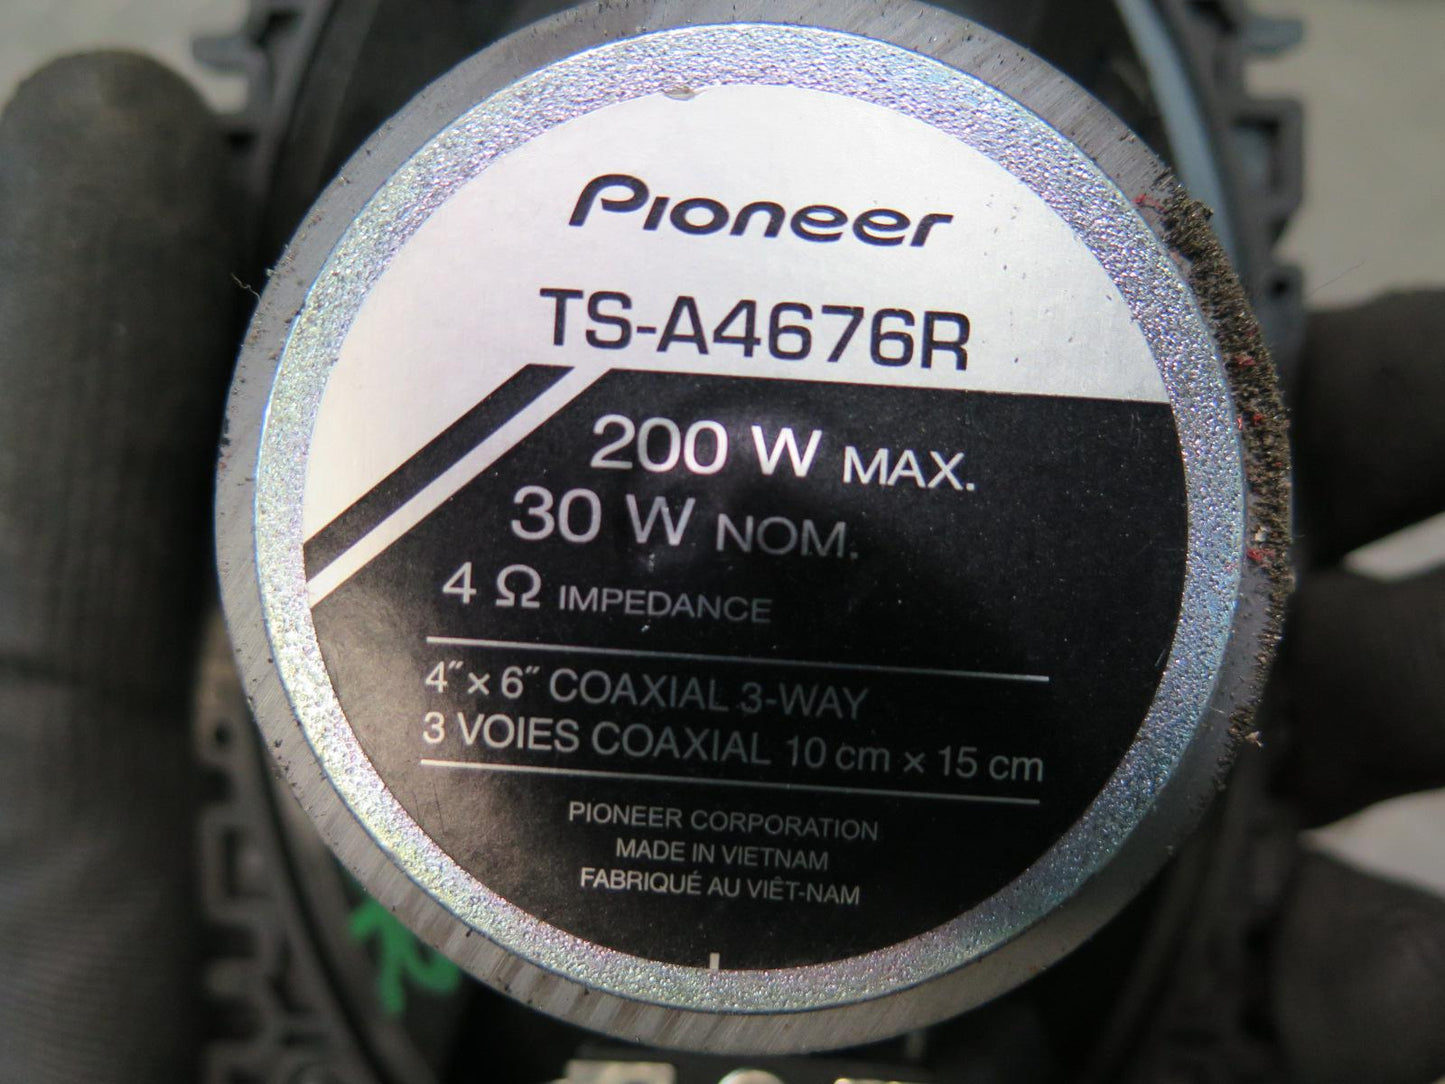 Pioneer
TS-A4676R
200 W MAX.
30 W NOM.
4 Ω IMPEDANCE
4" x 6" COAXIAL 3-WAY
3 VOIES COAXIAL 10 cm x 15 cm
PIONEER CORPORATION
MADE IN VIETNAM
FABRIQUÉ AU VIÊT-NAM